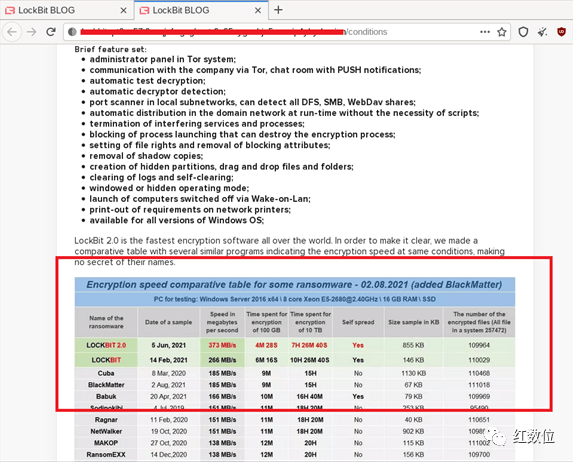 LockBit BLOG
LockBit BLOG
/conditions
Brief feature set:
administrator panel in Tor system;
communication with the company via Tor, chat room with PUSH notifications;
automatic test decryption;
automatic decryptor detection;
port scanner in local subnetworks, can detect all DFS, SMB, WebDav shares;
automatic distribution in the domain network at run-time without the necessity of scripts;
termination of interfering services and processes;
blocking of process launching that can destroy the encryption process;
setting of file rights and removal of blocking attributes;
removal of shadow copies;
creation of hidden partitions, drag and drop files and folders;
clearing of logs and self-clearing;
windowed or hidden operating mode;
launch of computers switched off via Wake-on-Lan;
print-out of requirements on network printers;
available for all versions of Windows OS;
LockBit 2.0 is the fastest encryption software all over the world. In order to make it clear, we made a
comparative table with several similar programs indicating the encryption speed at same conditions, making
no secret of their names.
Encryption speed comparative table for some ransomware - 02.08.2021 (added BlackMatter)
PC for testing: Windows Server 2016 x64 \ 8 core Xeon E5-2680@2.40GHz \ 16 GB RAM \ SSD
Name of the ransomware Date of a sample Speed in megabytes per second Time spent for encryption of 100 GB Time spent for encryption of 10 TB Self spread Size sample in KB The number of the encrypted files (All file in a system 257472)
LOCKBIT 2.0 5 Jun, 2021 373 MB/s 4M 28S 7H 26M 40S Yes 855 KB 109964
LOCKBIT 14 Feb, 2021 266 MB/s 6M 16S 10H 26M 40S Yes 146 KB 110029
Cuba 8 Mar, 2020 185 MB/s 9M 15H No 1130 KB 110468
BlackMatter 2 Aug, 2021 185 MB/s 9M 15H No 67 KB 111018
Babuk 20 Apr, 2021 166 MB/s 10M 16H 40M Yes 79 KB 109969
Sodinokibi 4 Jul, 2019 151 MB/s 11M 18H 20M No 253 KB 95490
Ragnar 11 Feb, 2020 151 MB/s 11M 18H 20M No 40 KB 110651
NetWalker 19 Oct, 2020 151 MB/s 11M 18H 20M No 902 KB
MAKOP 27 Oct, 2020 138 MB/s 12M 20H No 115 KB 111002
RansomEXX 14 Dec, 2020 138 MB/s 12M 20H No 156 KB 109700
红数位